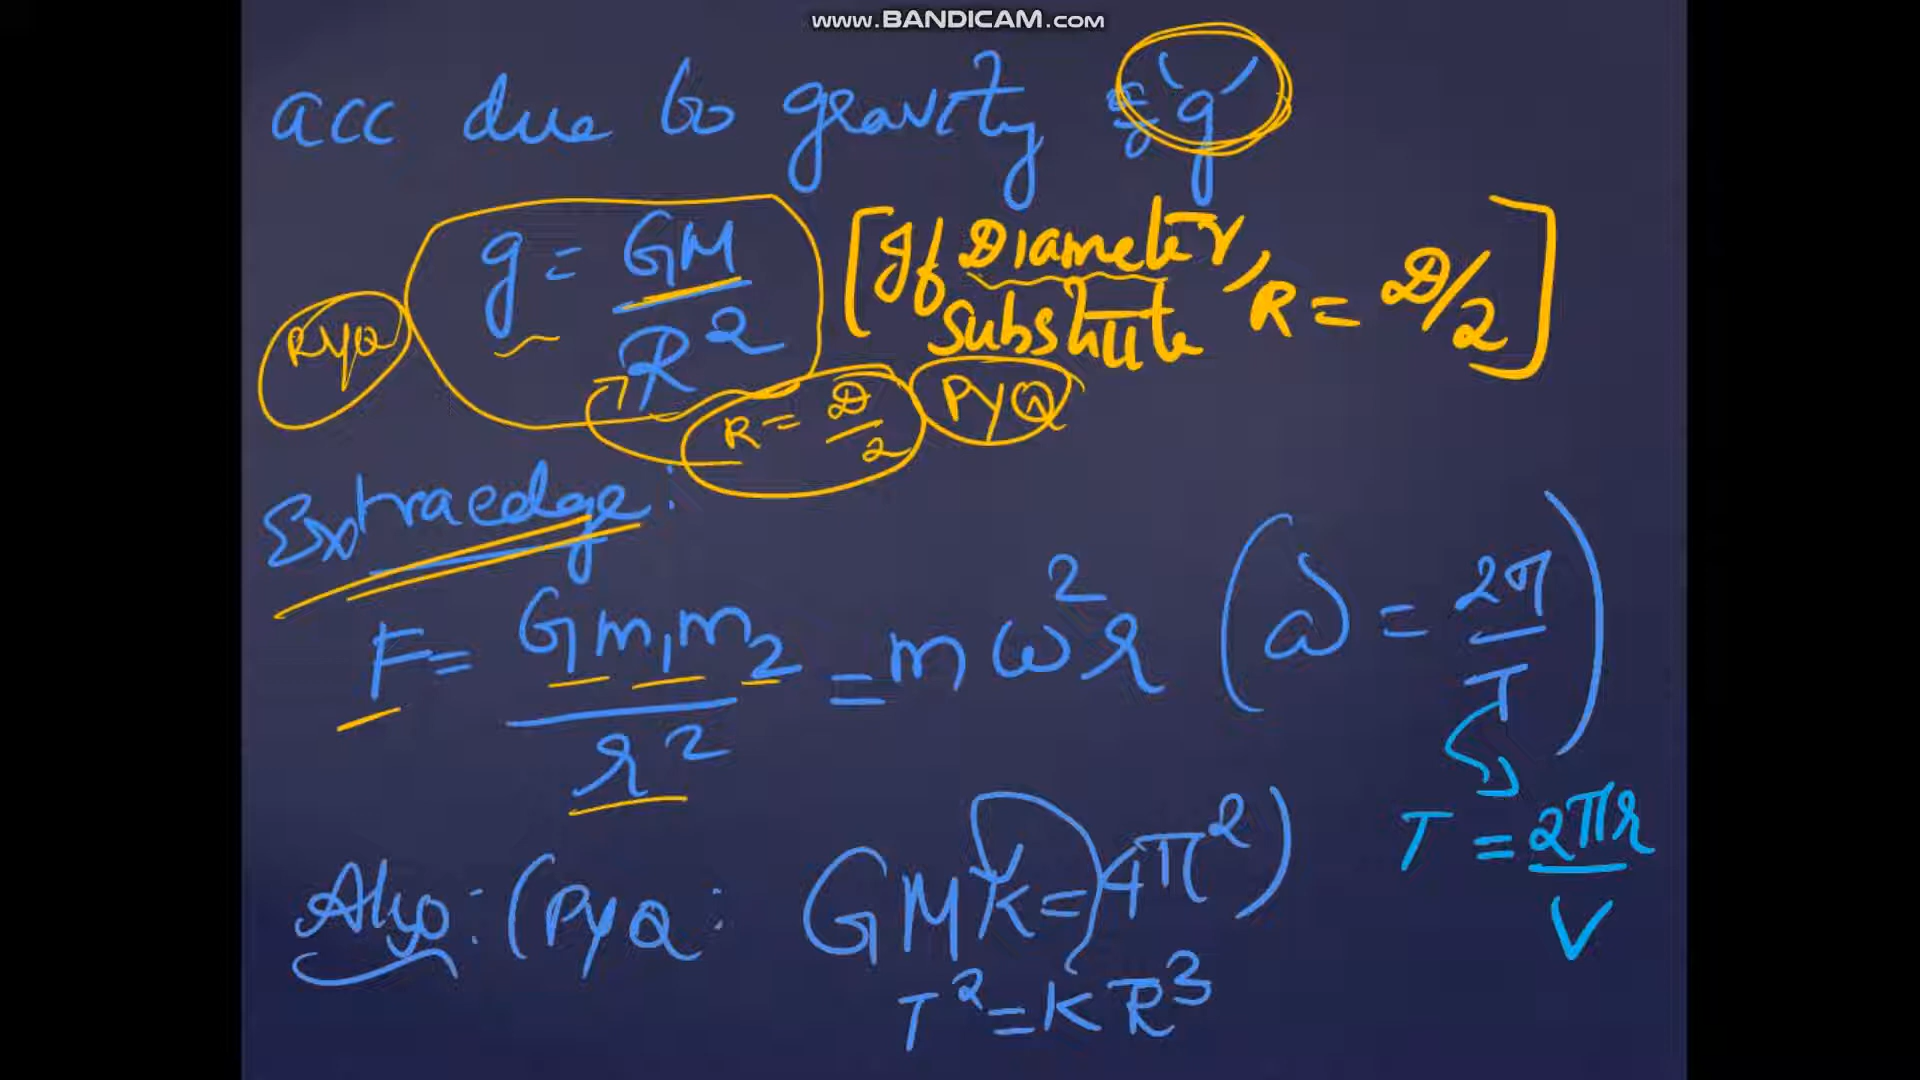 www.BANDICAM.com
acc due to gravity 'g'
g = GM/R² [If Diameter, substitute R = D/2]
PYQ
R = D/2 PYQ
Extraedge:
F = Gm₁m₂/r² = mω²r (ω = 2π/T)
T = 2πr/V
Also: (PYQ: GMK = 4π²)
T² = KR³